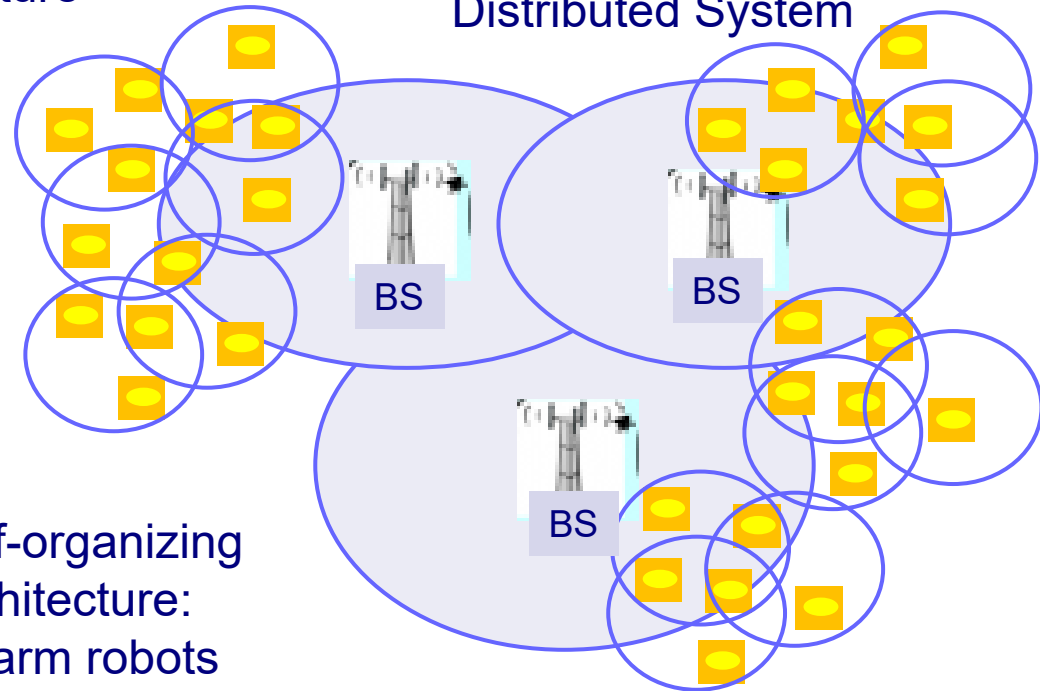 Distributed System
BS
BS
BS
f-organizing
hitecture:
arm robots